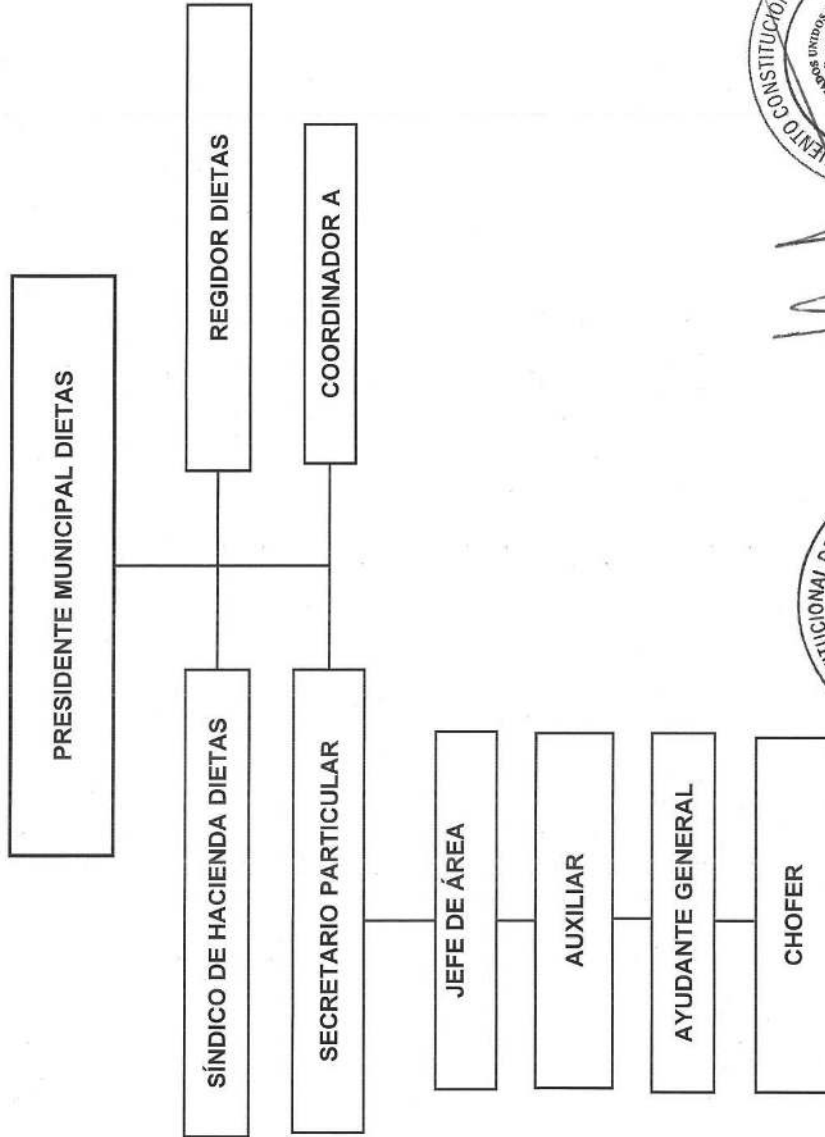 PRESIDENTE MUNICIPAL DIETAS
SÍNDICO DE HACIENDA DIETAS
REGIDOR DIETAS
SECRETARIO PARTICULAR
COORDINADOR A
JEFE DE ÁREA
AUXILIAR
AYUDANTE GENERAL
CHOFER